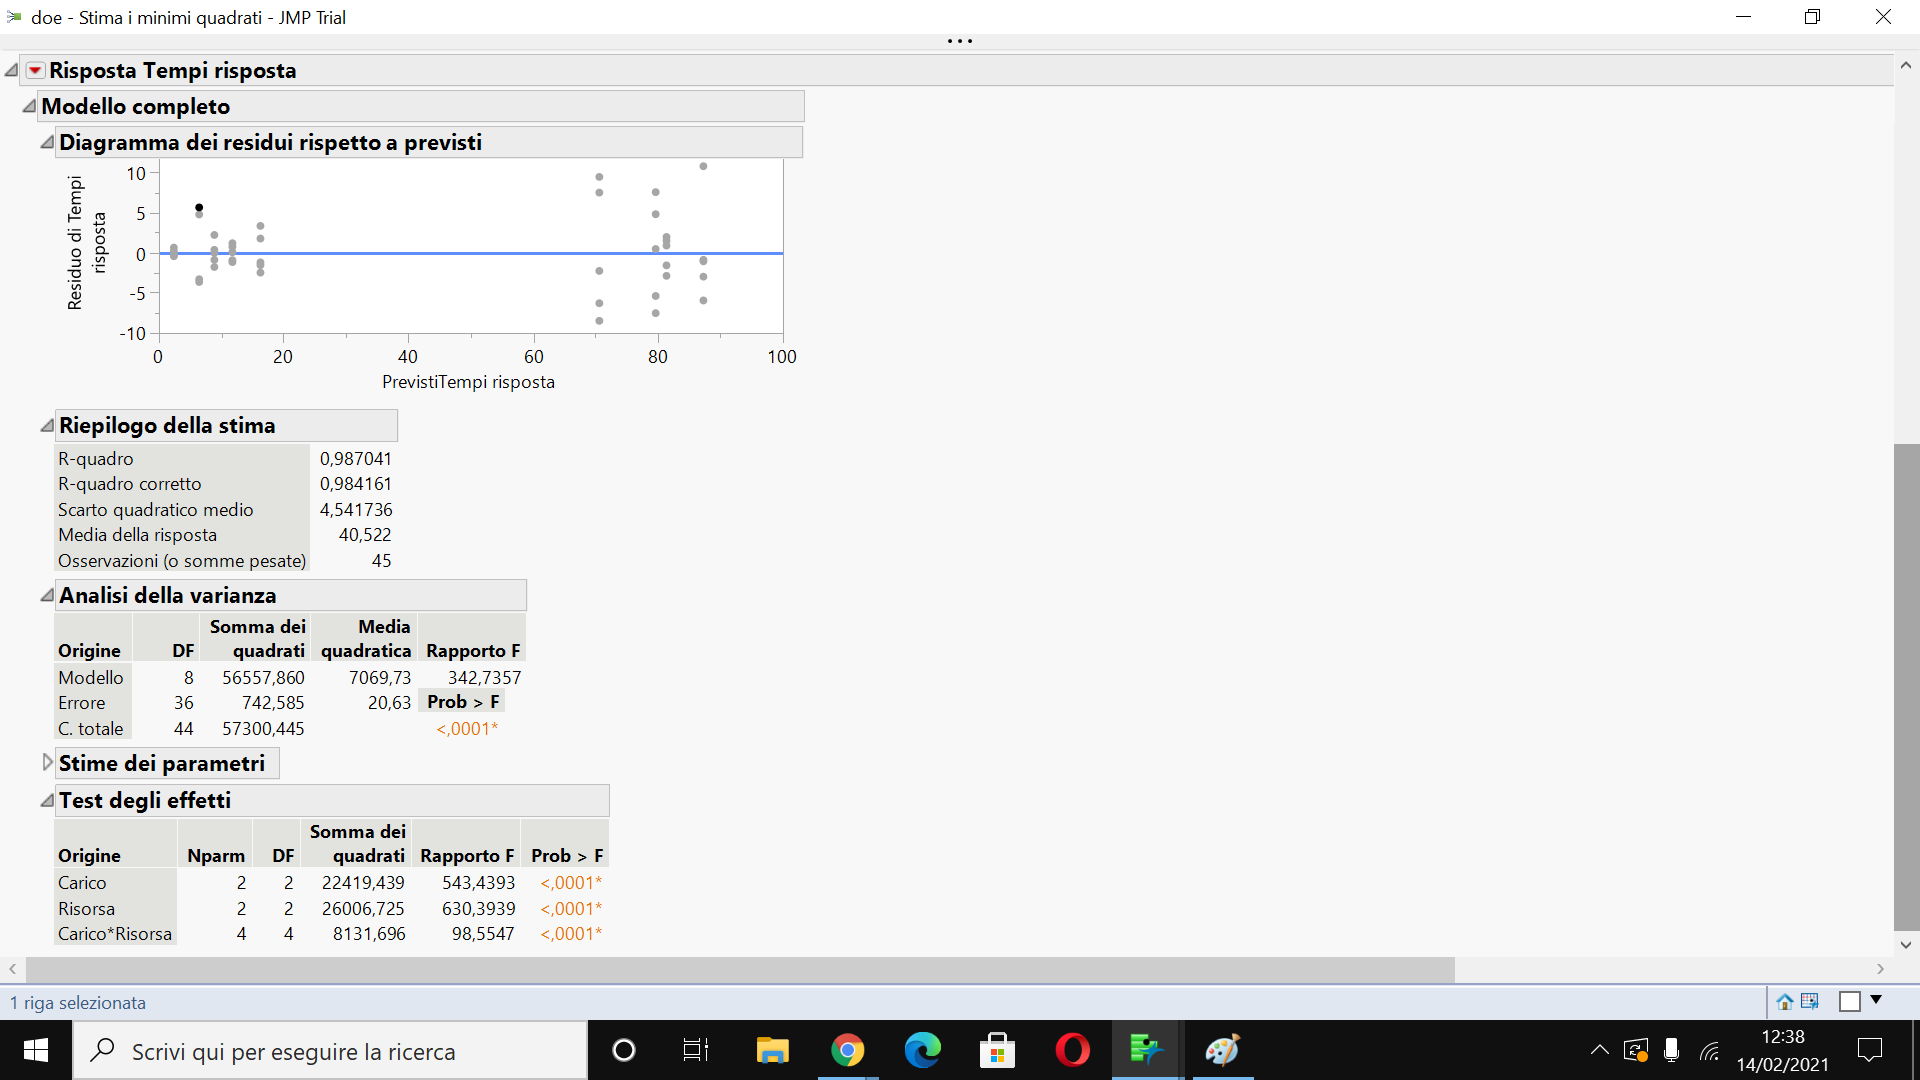 doe - Stima i minimi quadrati - JMP Trial
Risposta Tempi risposta
Modello completo
Diagramma dei residui rispetto a previsti
Residuo di Tempi
risposta
10
5
0
-5
-10
0 20 40 60 80 100
PrevistiTempi risposta
Riepilogo della stima
R-quadro 0,987041
R-quadro corretto 0,984161
Scarto quadratico medio 4,541736
Media della risposta 40,522
Osservazioni (o somme pesate) 45
Analisi della varianza
Somma dei Media
Origine DF quadrati quadratica Rapporto F
Modello 8 56557,860 7069,73 342,7357
Errore 36 742,585 20,63 Prob > F
C. totale 44 57300,445 <,0001*
Stime dei parametri
Test degli effetti
Somma dei
Origine Nparm DF quadrati Rapporto F Prob > F
Carico 2 2 22419,439 543,4393 <,0001*
Risorsa 2 2 26006,725 630,3939 <,0001*
Carico*Risorsa 4 4 8131,696 98,5547 <,0001*
1 riga selezionata
Scrivi qui per eseguire la ricerca
12:38
14/02/2021